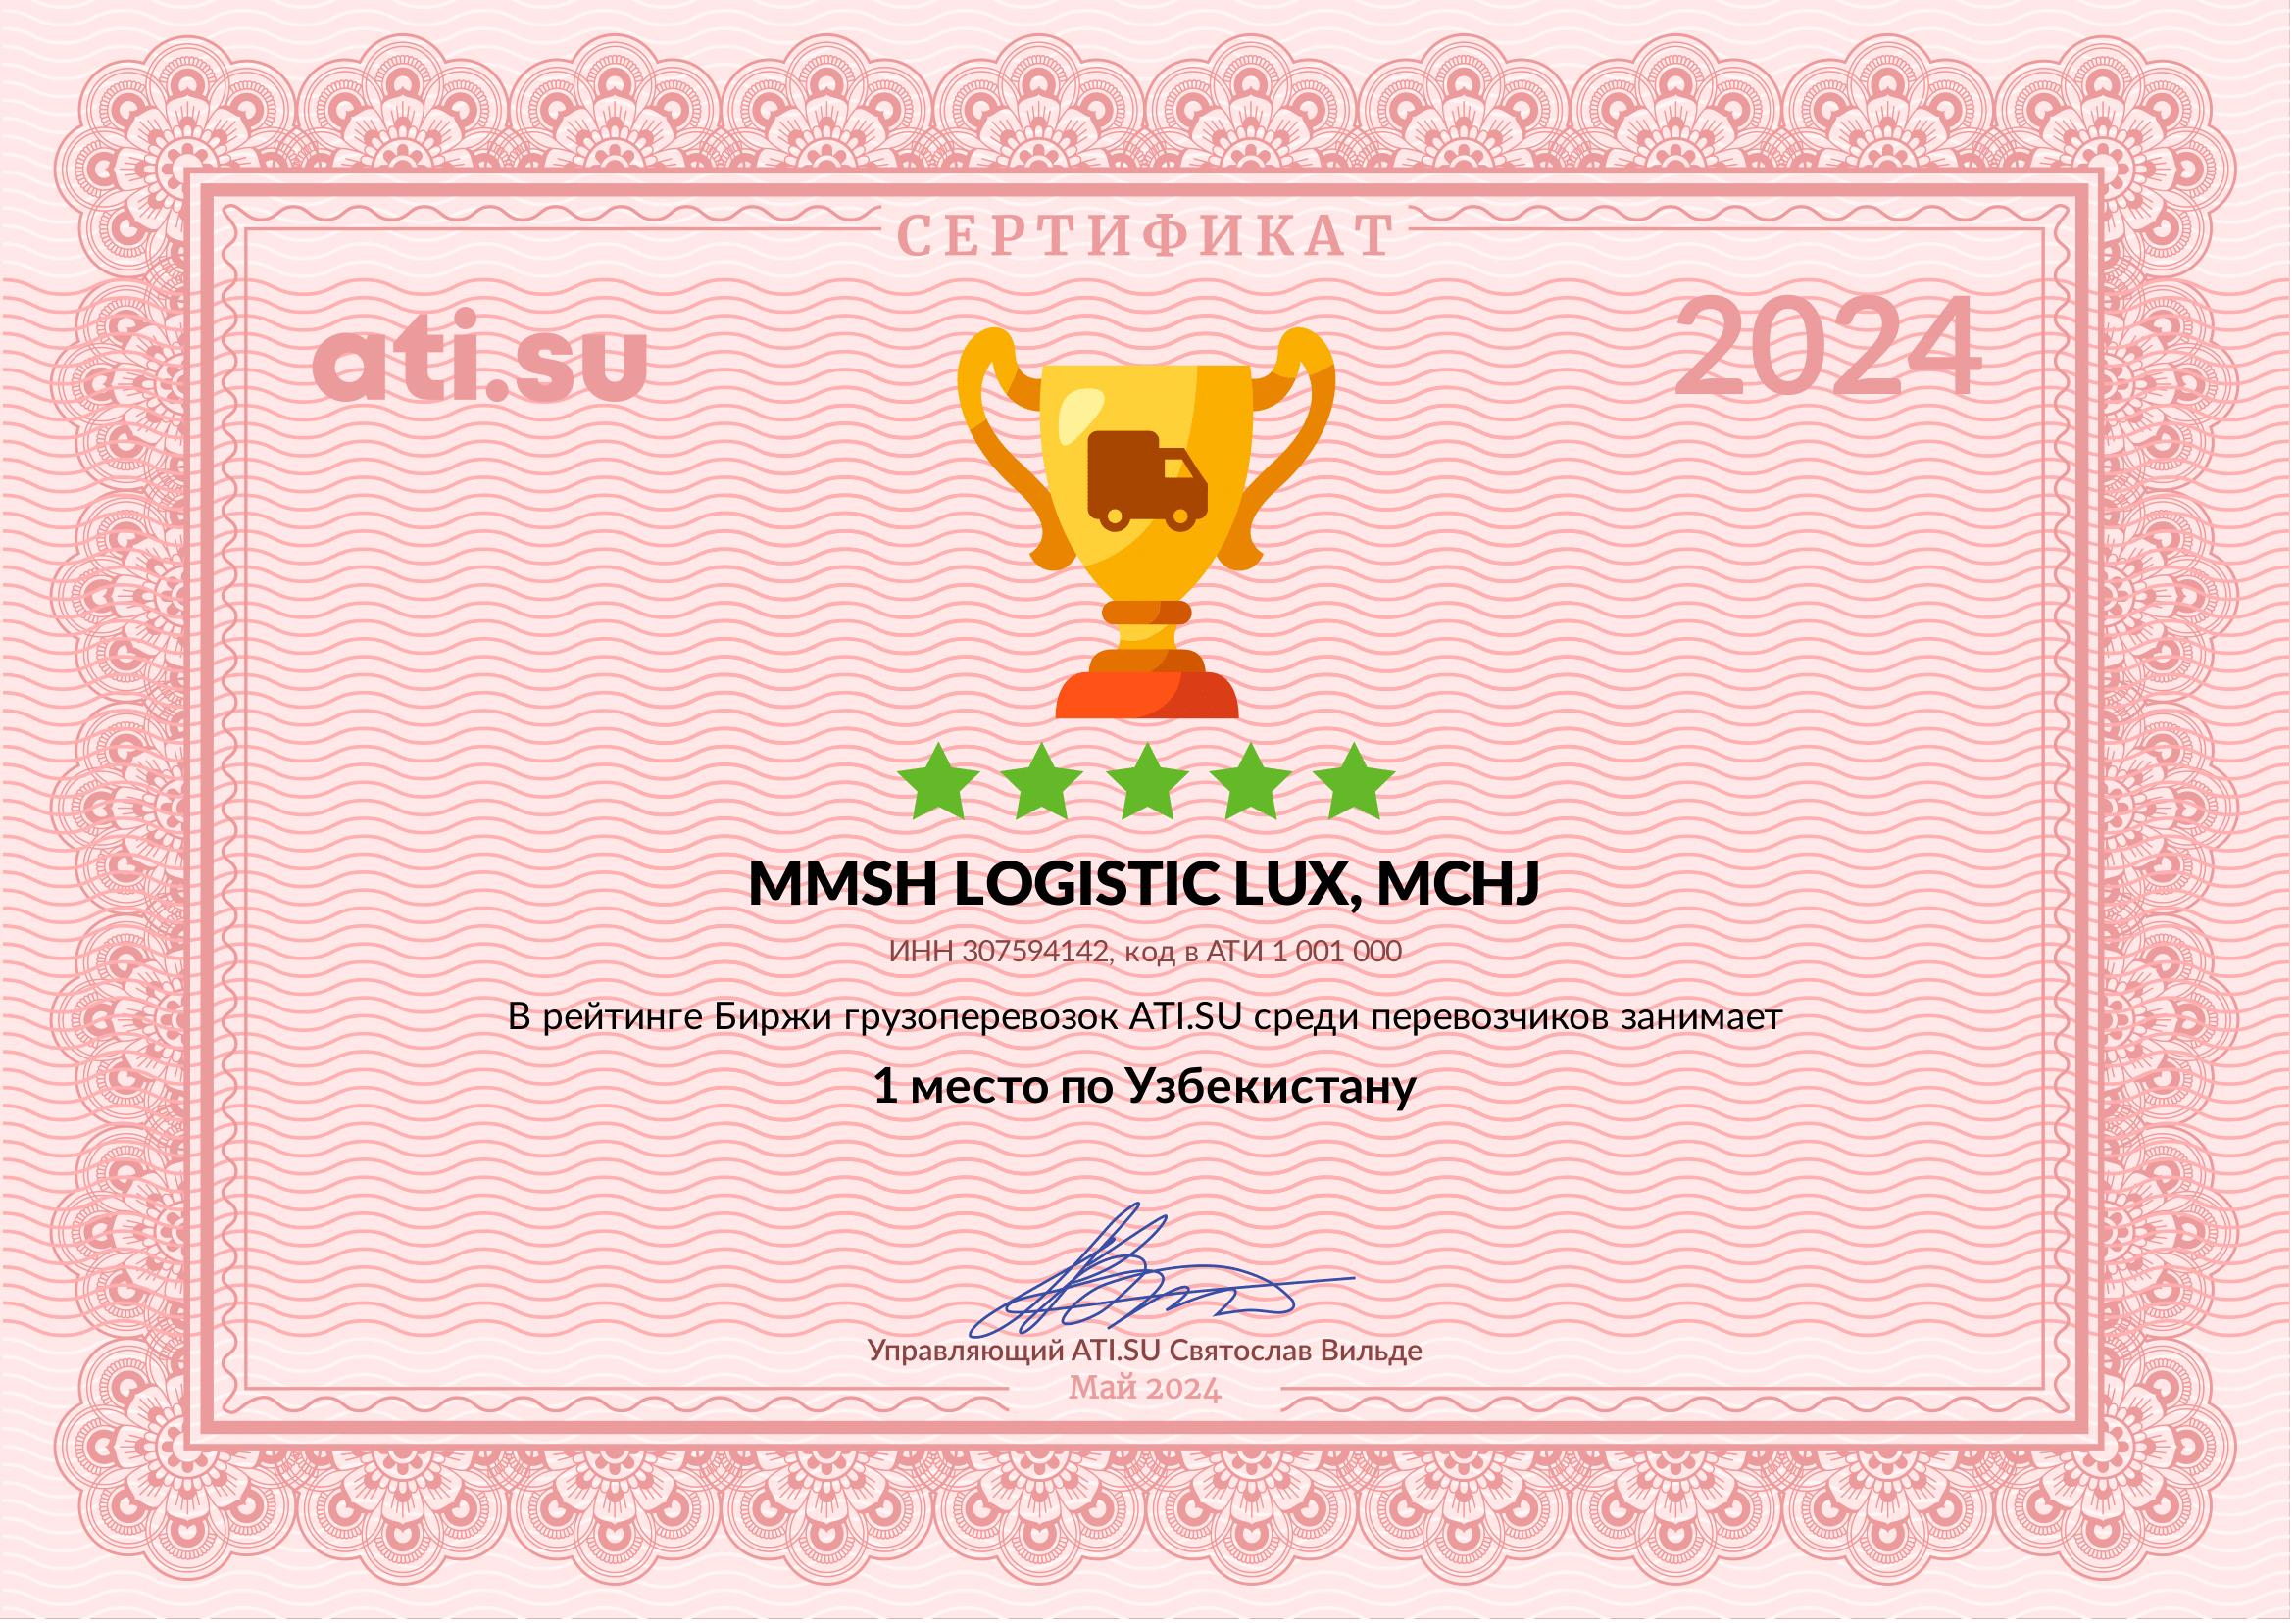 СЕРТИФИКАТ
ati.su
2024
MMSH LOGISTIC LUX, MCHJ
ИНН 307594142, код в АТИ 1 001 000
В рейтинге Биржи грузоперевозок ATI.SU среди перевозчиков занимает
1 место по Узбекистану
Управляющий ATI.SU Святослав Вильде
Май 2024